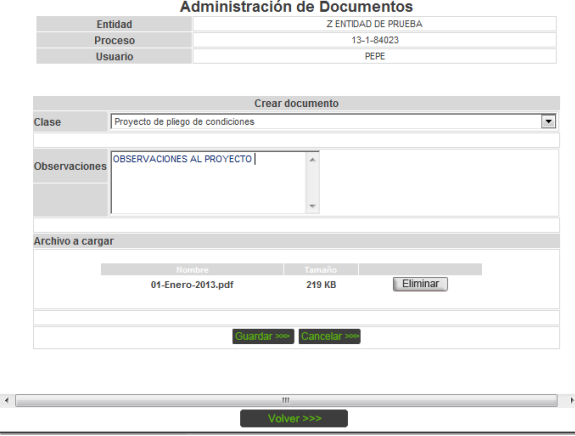 Administración de Documentos
Entidad Z ENTIDAD DE PRUEBA
Proceso 13-1-84023
Usuario PEPE
Crear documento
Clase Proyecto de pliego de condiciones
Observaciones OBSERVACIONES AL PROYECTO
Archivo a cargar
Nombre Tamaño
01-Enero-2013.pdf 219 KB Eliminar
Guardar >>>> Cancelar >>>>
Volver >>>